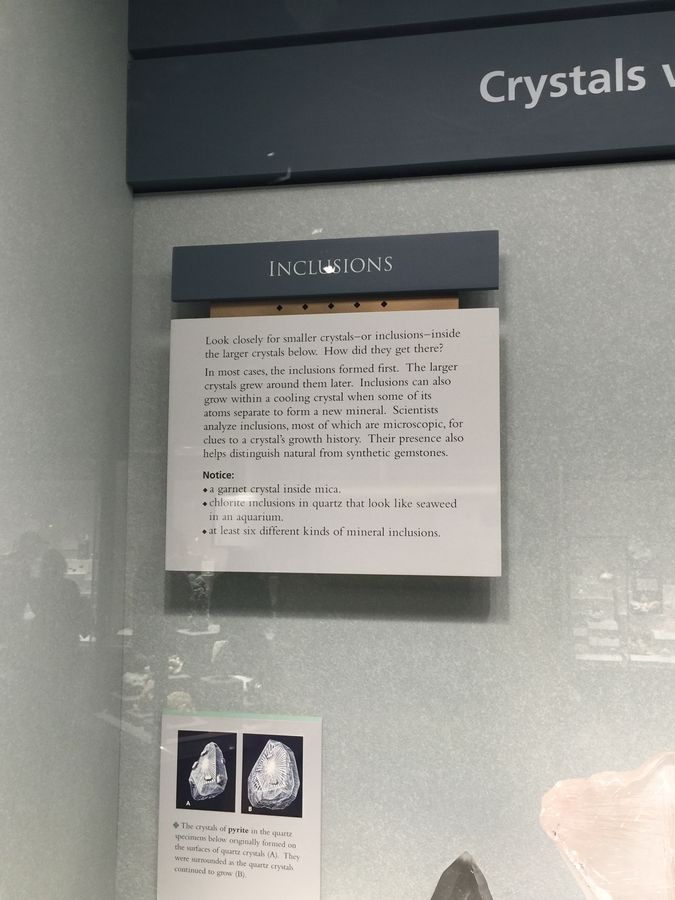 Crystals
INCLUSIONS
Look closely for smaller crystals—or inclusions—inside
the larger crystals below. How did they get there?
In most cases, the inclusions formed first. The larger
crystals grew around them later. Inclusions can also
grow within a cooling crystal when some of its
atoms separate to form a new mineral. Scientists
analyze inclusions, most of which are microscopic, for
clues to a crystal's growth history. Their presence also
helps distinguish natural from synthetic gemstones.
Notice:
◆ a garnet crystal inside mica.
◆ chlorite inclusions in quartz that look like seaweed
in an aquarium.
◆ at least six different kinds of mineral inclusions.
A
B
◆ The crystals of pyrite in the quartz
specimens below originally formed on
the surfaces of quartz crystals (A). They
were surrounded as the quartz crystals
continued to grow (B).